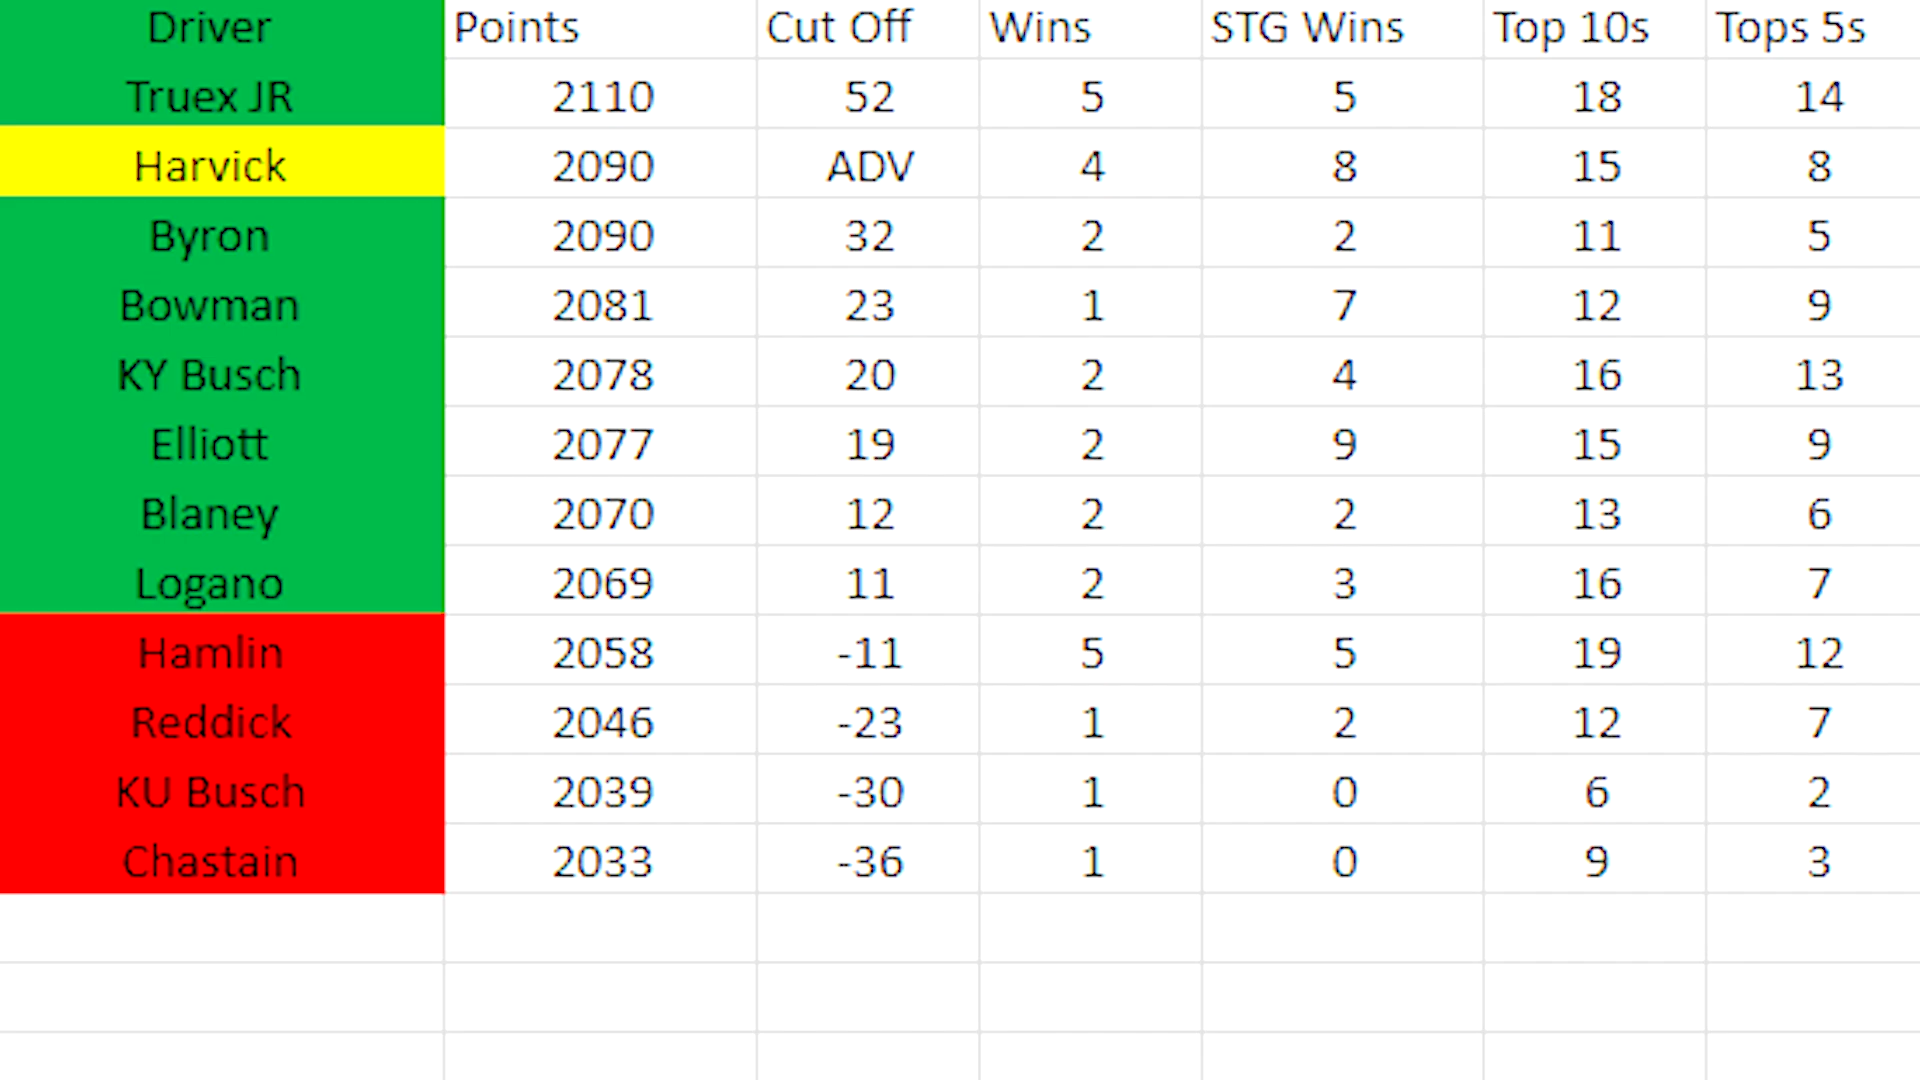 Driver Points Cut Off Wins STG Wins Top 10s Tops 5s
Truex JR 2110 52 5 5 18 14
Harvick 2090 ADV 4 8 15 8
Byron 2090 32 2 2 11 5
Bowman 2081 23 1 7 12 9
KY Busch 2078 20 2 4 16 13
Elliott 2077 19 2 9 15 9
Blaney 2070 12 2 2 13 6
Logano 2069 11 2 3 16 7
Hamlin 2058 -11 5 5 19 12
Reddick 2046 -23 1 2 12 7
KU Busch 2039 -30 1 0 6 2
Chastain 2033 -36 1 0 9 3